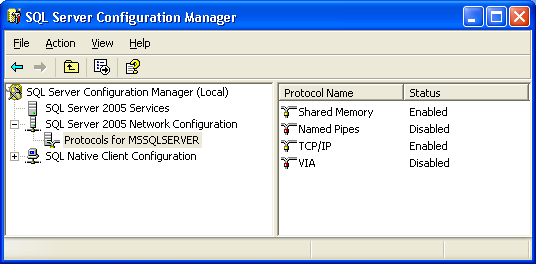 SQL Server Configuration Manager
File Action View Help
SQL Server Configuration Manager (Local)
SQL Server 2005 Services
SQL Server 2005 Network Configuration
Protocols for MSSQLSERVER
SQL Native Client Configuration
Protocol Name Status
Shared Memory Enabled
Named Pipes Disabled
TCP/IP Enabled
VIA Disabled